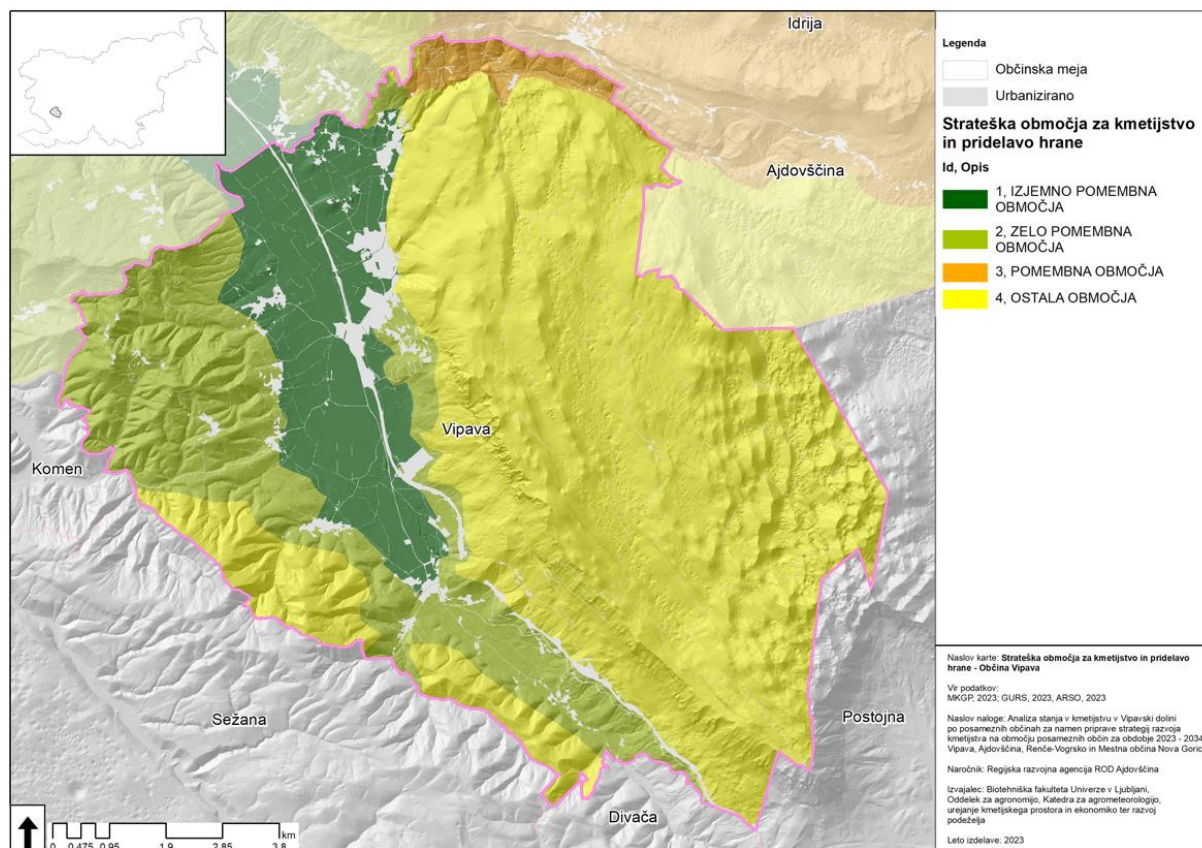 Idrija
Ajdovščina
Vipava
Komen
Sežana
Postojna
Divača
0 0,475 0,95 1,9 2,85 3,8
km
Legenda
Občinska meja
Urbanizirano
Strateška območja za kmetijstvo
in pridelavo hrane
Id, Opis
1, IZJEMNO POMEMBNA
OBMOČJA
2, ZELO POMEMBNA
OBMOČJA
3, POMEMBNA OBMOČJA
4, OSTALA OBMOČJA
Naslov karte: Strateška območja za kmetijstvo in pridelavo
hrane - Občina Vipava
Vir podatkov:
MKGP, 2023; GURS, 2023, ARSO, 2023
Naslov naloge: Analiza stanja v kmetijstvu v Vipavski dolini
po posameznih občinah za namen priprave strategij razvoja
kmetijstva na območju posameznih občin za obdobje 2023 - 2034
Vipava, Ajdovščina, Renče-Vogrsko in Mestna občina Nova Goric
Naročnik: Regijska razvojna agencija ROD Ajdovščina
Izvajalec: Biotehniška fakulteta Univerze v Ljubljani,
Oddelek za agronomijo, Katedra za agrometeorologijo,
urejanje kmetijskega prostora in ekonomiko ter razvoj
podeželja
Leto izdelave: 2023